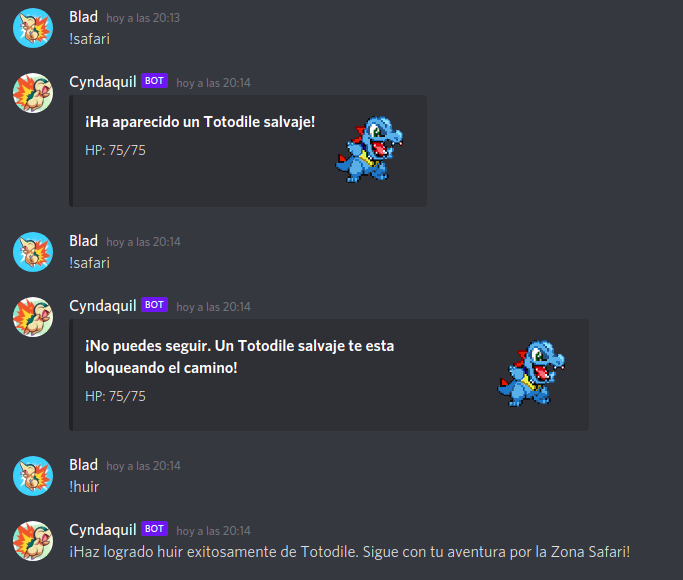 Blad hoy a las 20:13
!safari
Cyndaquil BOT hoy a las 20:14
¡Ha aparecido un Totodile salvaje!
HP: 75/75
Blad hoy a las 20:14
!safari
Cyndaquil BOT hoy a las 20:14
¡No puedes seguir. Un Totodile salvaje te esta
bloqueando el camino!
HP: 75/75
Blad hoy a las 20:14
!huir
Cyndaquil BOT hoy a las 20:14
¡Haz logrado huir exitosamente de Totodile. Sigue con tu aventura por la Zona Safari!